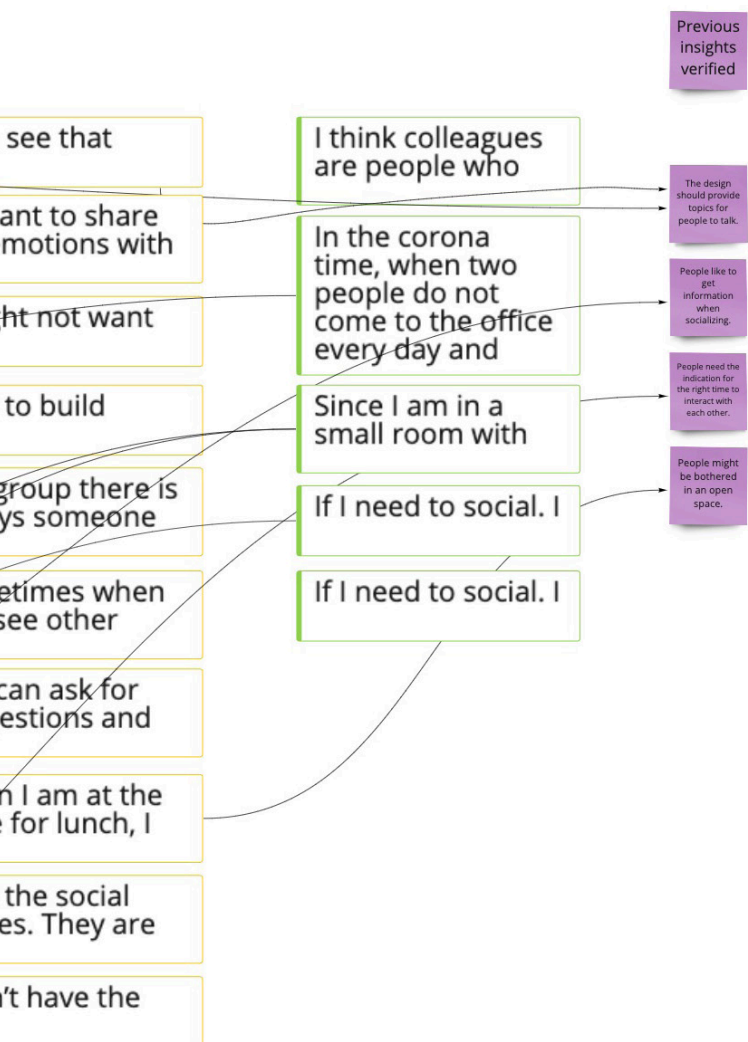 see that
ant to share
motions with
ht not want
to build
group there is
ys someone
etimes when
see other
can ask for
estions and
n I am at the
for lunch, I
the social
es. They are
't have the
I think colleagues
are people who
In the corona
time, when two
people do not
come to the office
every day and
Since I am in a
small room with
If I need to social. I
If I need to social. I
Previous
insights
verified
The design
should provide
topics for
people to talk.
People like to
get
information
when
socializing.
People need the
indication for
the right time to
interact with
each other.
People might
be bothered
in an open
space.